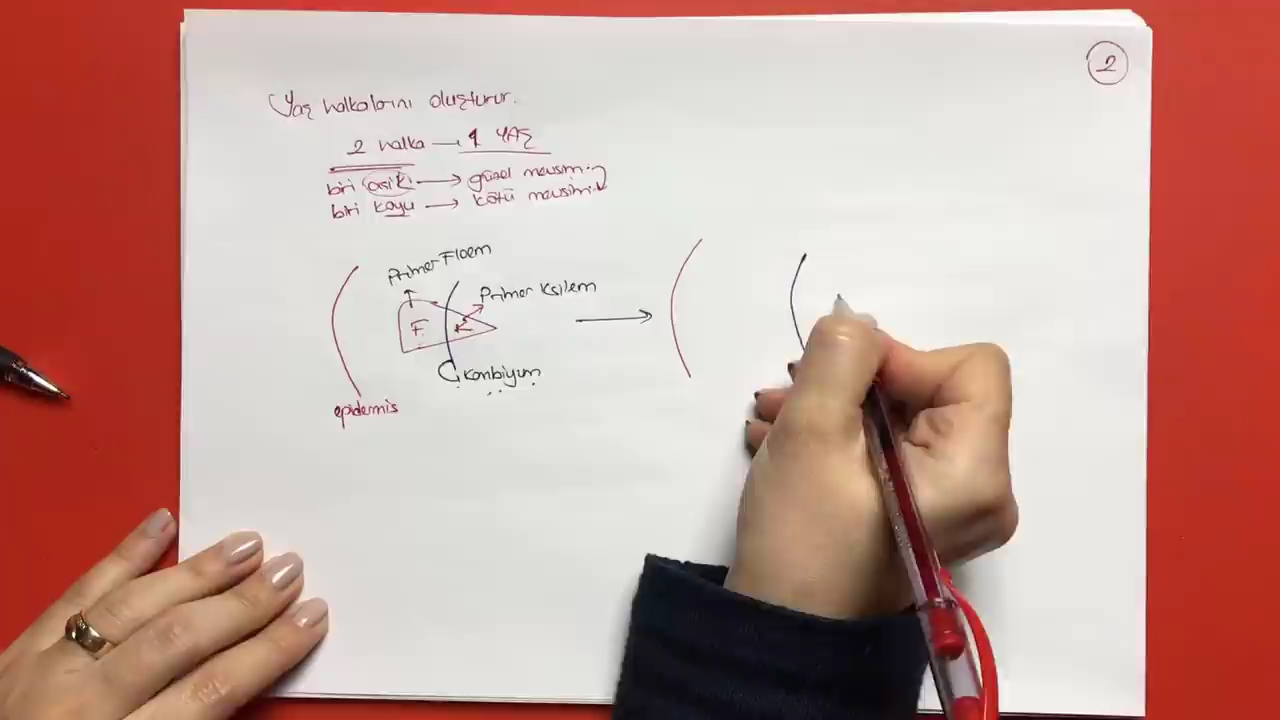 2
Yaş halkalarını oluşturur.
2 halka → 1 YAŞ
biri açık → güzel mevsim
biri koyu → kötü mevsim
Primer Floem
Primer Ksilem
F K
Kambiyum
epidermis